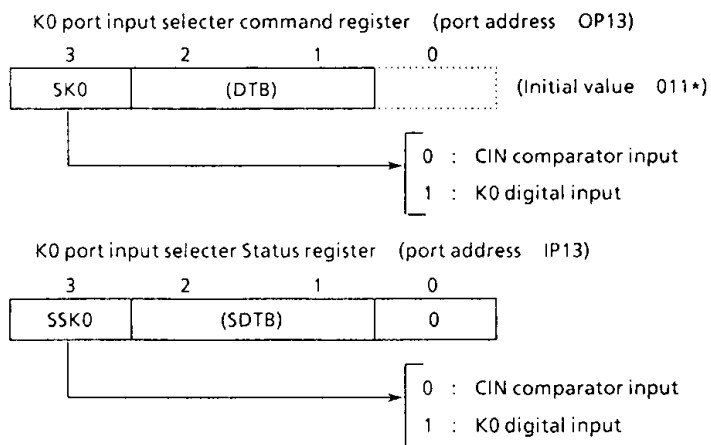 K0 port input selecter command register (port address OP13)
3 2 1 0
SK0 (DTB) (Initial value 011*)
0 : CIN comparator input
1 : K0 digital input
K0 port input selecter Status register (port address IP13)
3 2 1 0
SSK0 (SDTB) 0
0 : CIN comparator input
1 : K0 digital input